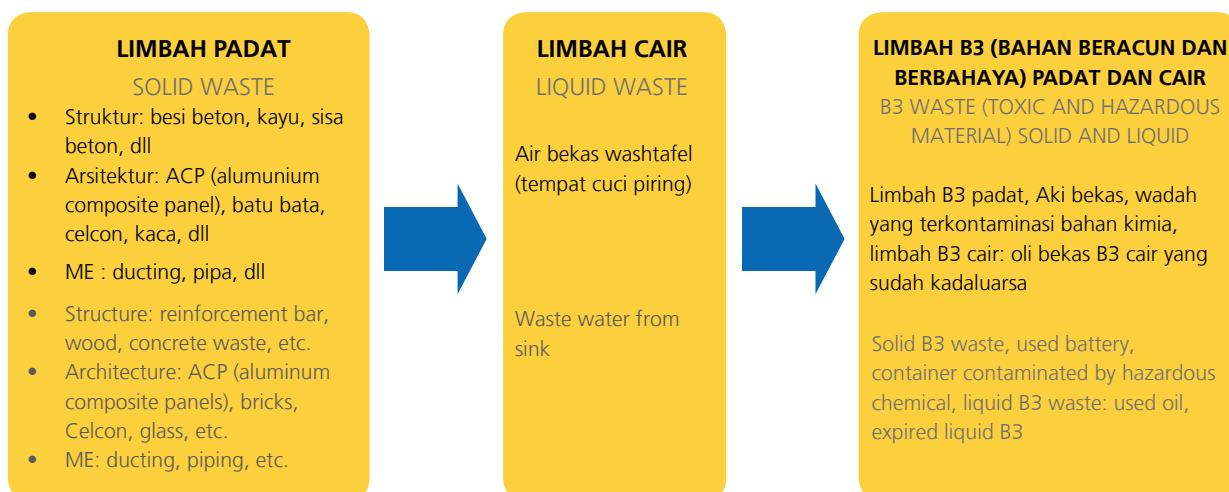 LIMBAH PADAT
SOLID WASTE
• Struktur: besi beton, kayu, sisa
beton, dll
• Arsitektur: ACP (alumunium
composite panel), batu bata,
celcon, kaca, dll
• ME : ducting, pipa, dll
• Structure: reinforcement bar,
wood, concrete waste, etc.
• Architecture: ACP (aluminum
composite panels), bricks,
Celcon, glass, etc.
• ME: ducting, piping, etc.
LIMBAH CAIR
LIQUID WASTE
Air bekas washtafel
(tempat cuci piring)
Waste water from
sink
LIMBAH B3 (BAHAN BERACUN DAN
BERBAHAYA) PADAT DAN CAIR
B3 WASTE (TOXIC AND HAZARDOUS
MATERIAL) SOLID AND LIQUID
Limbah B3 padat, Aki bekas, wadah
yang terkontaminasi bahan kimia,
limbah B3 cair: oli bekas B3 cair yang
sudah kadaluarsa
Solid B3 waste, used battery,
container contaminated by hazardous
chemical, liquid B3 waste: used oil,
expired liquid B3